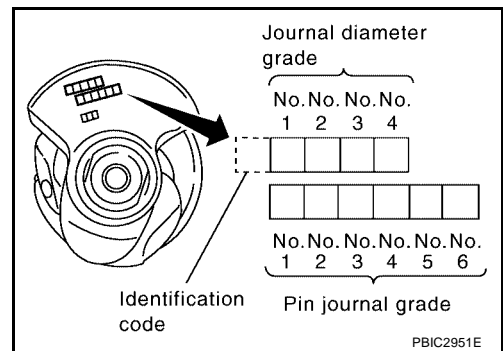 Journal diameter
grade
No. No. No. No.
1 2 3 4
No. No. No. No. No. No.
1 2 3 4 5 6
Identification
code
Pin journal grade
PBIC2951E